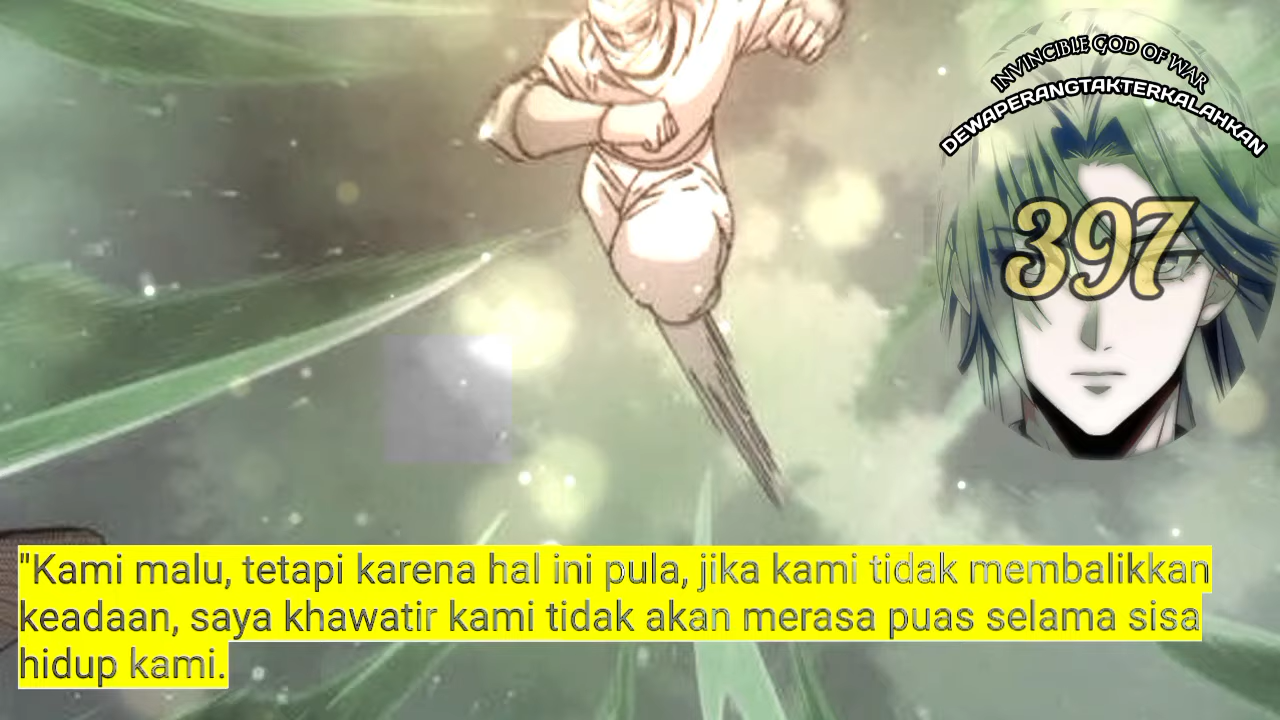 INVINCIBLE GOD OF WAR
DEWAPERANGTAKTERKALAHKAN
397
"Kami malu, tetapi karena hal ini pula, jika kami tidak membalikkan
keadaan, saya khawatir kami tidak akan merasa puas selama sisa
hidup kami.